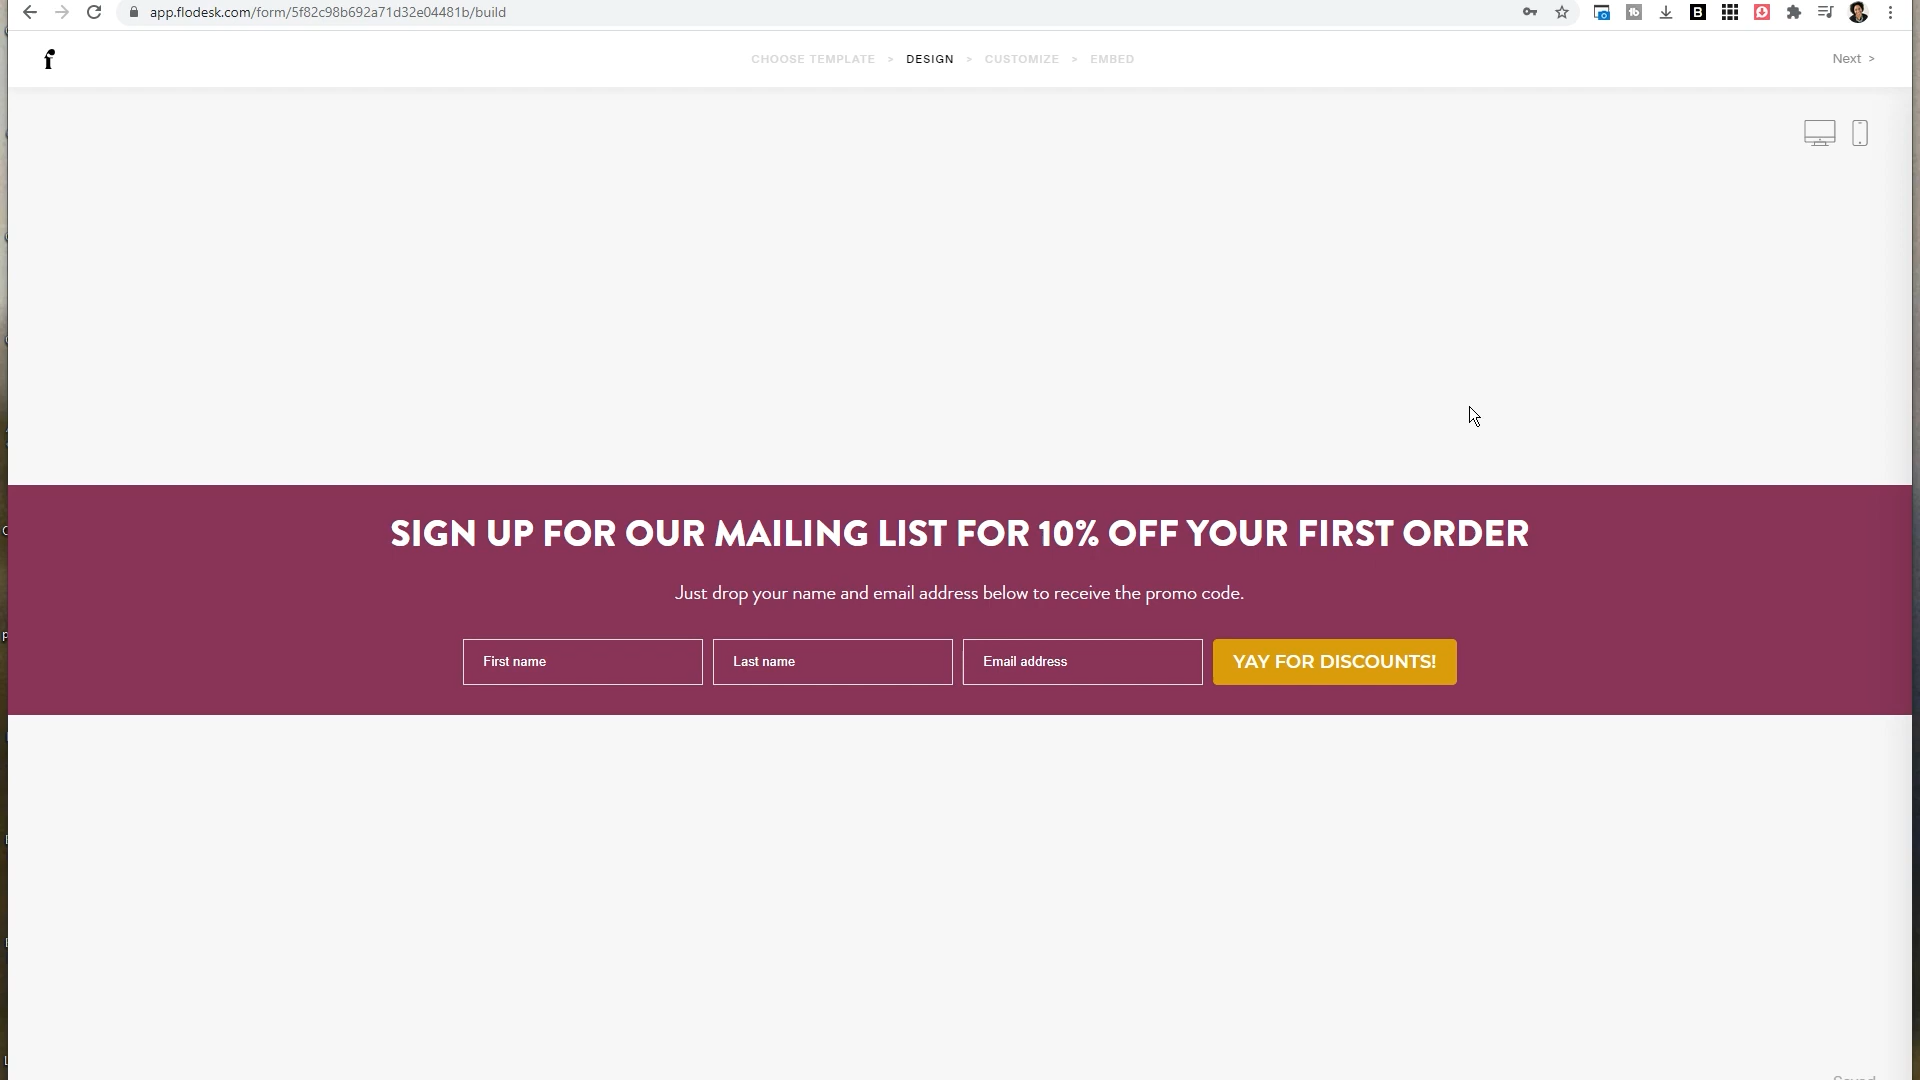 app.flodesk.com/form/5f82c98b692a71d32e04481b/build
CHOOSE TEMPLATE > DESIGN > CUSTOMIZE > EMBED
Next >
SIGN UP FOR OUR MAILING LIST FOR 10% OFF YOUR FIRST ORDER
Just drop your name and email address below to receive the promo code.
First name
Last name
Email address
YAY FOR DISCOUNTS!